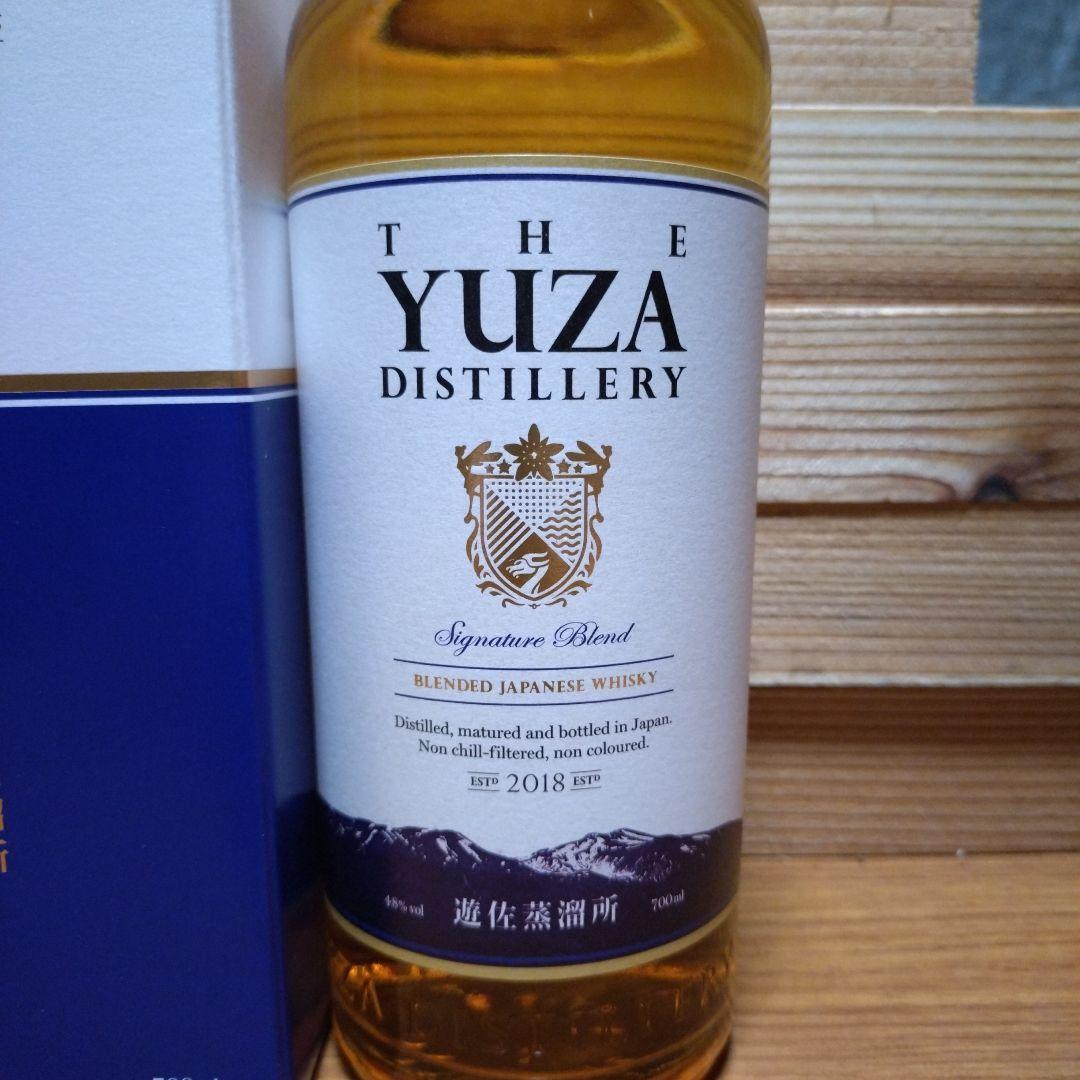 THE
YUZA
DISTILLERY
Signature Blend
BLENDED JAPANESE WHISKY
Distilled, matured and bottled in Japan.
Non chill-filtered, non coloured.
ESTD 2018 ESTD
48% vol 遊佐蒸溜所 700ml